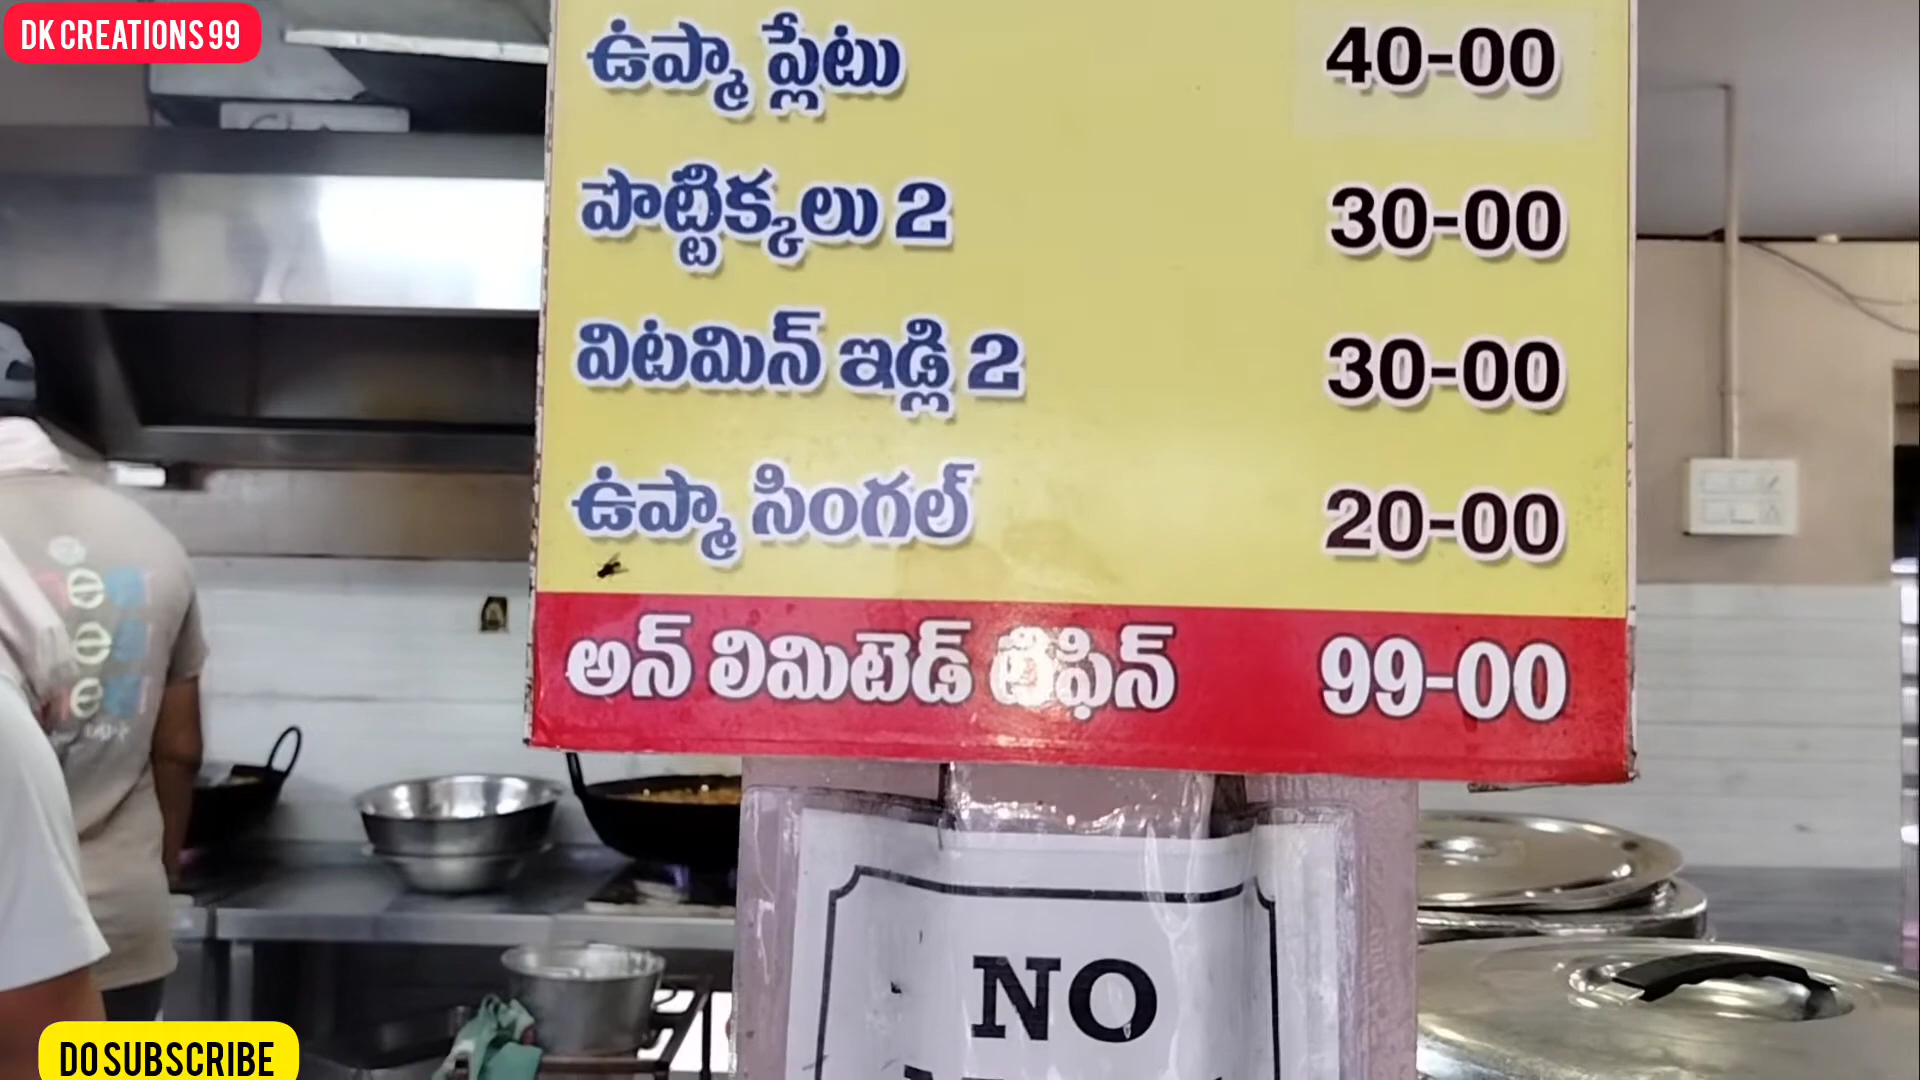 DK CREATIONS 99
ఉప్మా ప్లేటు 40-00
పొట్టిక్కలు 2 30-00
విటమిన్ ఇడ్లి 2 30-00
ఉప్మా సింగల్ 20-00
అన్ లిమిటెడ్ టిఫిన్ 99-00
NO
DO SUBSCRIBE